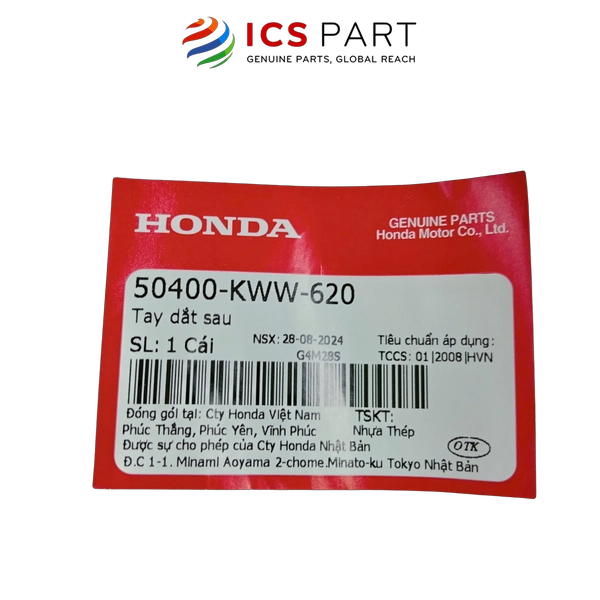 ICS PART
GENUINE PARTS, GLOBAL REACH
HONDA
GENUINE PARTS
Honda Motor Co., Ltd.
50400-KWW-620
Tay dắt sau
SL: 1 Cái
NSX: 28-08-2024
G4M28S
Tiêu chuẩn áp dụng:
TCCS: 01|2008|HVN
Đóng gói tại: Cty Honda Việt Nam
Phúc Thắng, Phúc Yên, Vĩnh Phúc
TSKT:
Nhựa Thép
Được sự cho phép của Cty Honda Nhật Bản
Đ.C 1-1. Minami Aoyama 2-chome.Minato-ku Tokyo Nhật Bản
OTK